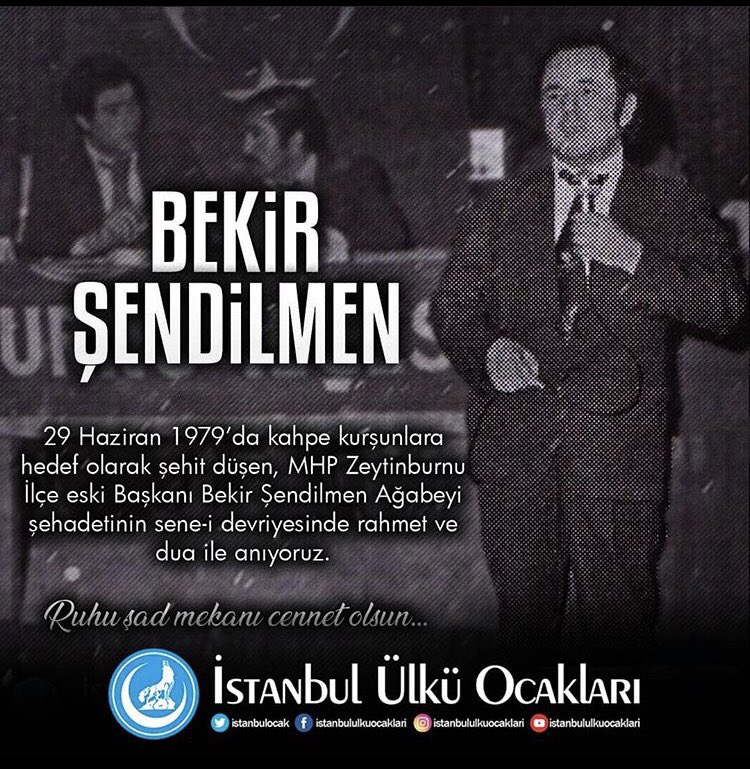 BEKiR
ŞENDiLMEN
29 Haziran 1979'da kahpe kurşunlara
hedef olarak şehit düşen, MHP Zeytinburnu
İlçe eski Başkanı Bekir Şendilmen Ağabeyi
şehadetinin sene-i devriyesinde rahmet ve
dua ile anıyoruz.
Ruhu şad mekanı cennet olsun...
İSTANBUL ÜLKÜ OCAKLARI
istanbulocak istanbululkuocaklari istanbululkuocaklari istanbululkuocaklari